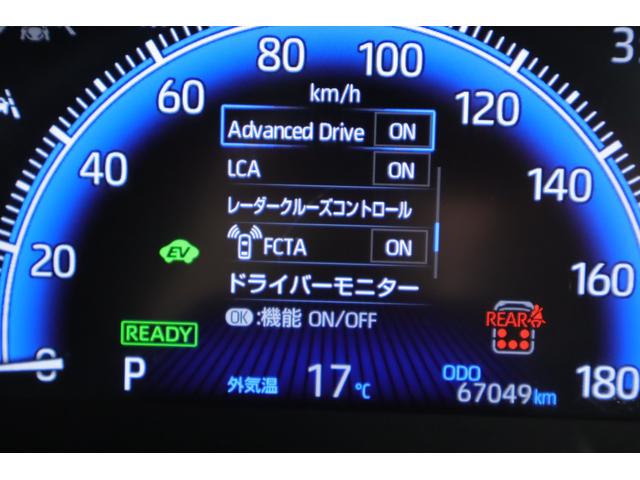 80 100
km/h
60 120
Advanced Drive ON
40 LCA ON 140
レーダークルーズコントロール
EV FCTA ON
20 ドライバーモニター 160
OK:機能 ON/OFF REAR
READY
0 P 外気温 17℃ ODO 180
67049km